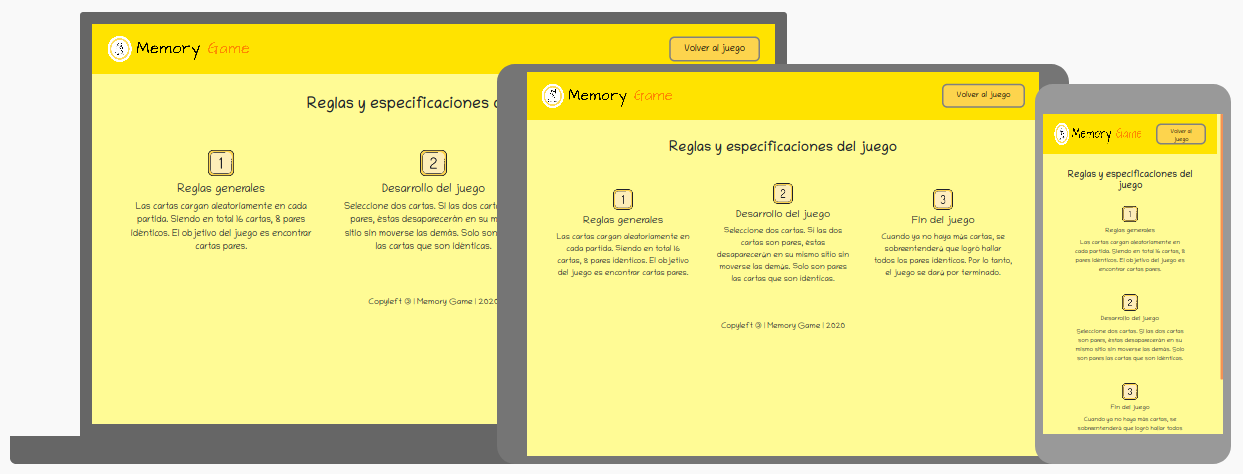 Memory Game
Volver al juego
Reglas y especificaciones
1
Reglas generales
Las cartas cargan aleatoriamente en cada
partida. Siendo en total 16 cartas, 8 pares
idénticos. El objetivo del juego es encontrar
cartas pares.
2
Desarrollo del juego
Seleccione dos cartas. Si las dos
pares, éstas desaparecerán en su
sitio sin moverse las demás. Solo son
las cartas que son idénticas.
Copyleft | Memory Game | 2020
Memory Game
Volver al juego
Reglas y especificaciones del juego
1
Reglas generales
Las cartas cargan aleatoriamente en
cada partida. Siendo en total 16
cartas, 8 pares idénticos. El objetivo
del juego es encontrar cartas pares.
2
Desarrollo del juego
Seleccione dos cartas. Si las dos
cartas son pares, éstas
desaparecerán en su mismo sitio sin
moverse las demás. Solo son pares
las cartas que son idénticas.
3
Fin del juego
Cuando ya no haya más cartas, se
sobreentenderá que logró hallar
todos los pares idénticos. Por lo tanto,
el juego se dará por terminado.
Copyleft | Memory Game | 2020
Memory Game
Volver al
juego
Reglas y especificaciones del
juego
1
Reglas generales
Las cartas cargan aleatoriamente en
cada partida. Siendo en total 16 cartas, 8
pares idénticos. El objetivo del juego es
encontrar cartas pares.
2
Desarrollo del juego
Seleccione dos cartas. Si las dos cartas
son pares, éstas desaparecerán en su
mismo sitio sin moverse las demás. Solo
son pares las cartas que son idénticas.
3
Fin del juego
Cuando ya no haya más cartas, se
sobreentenderá que logró hallar todos